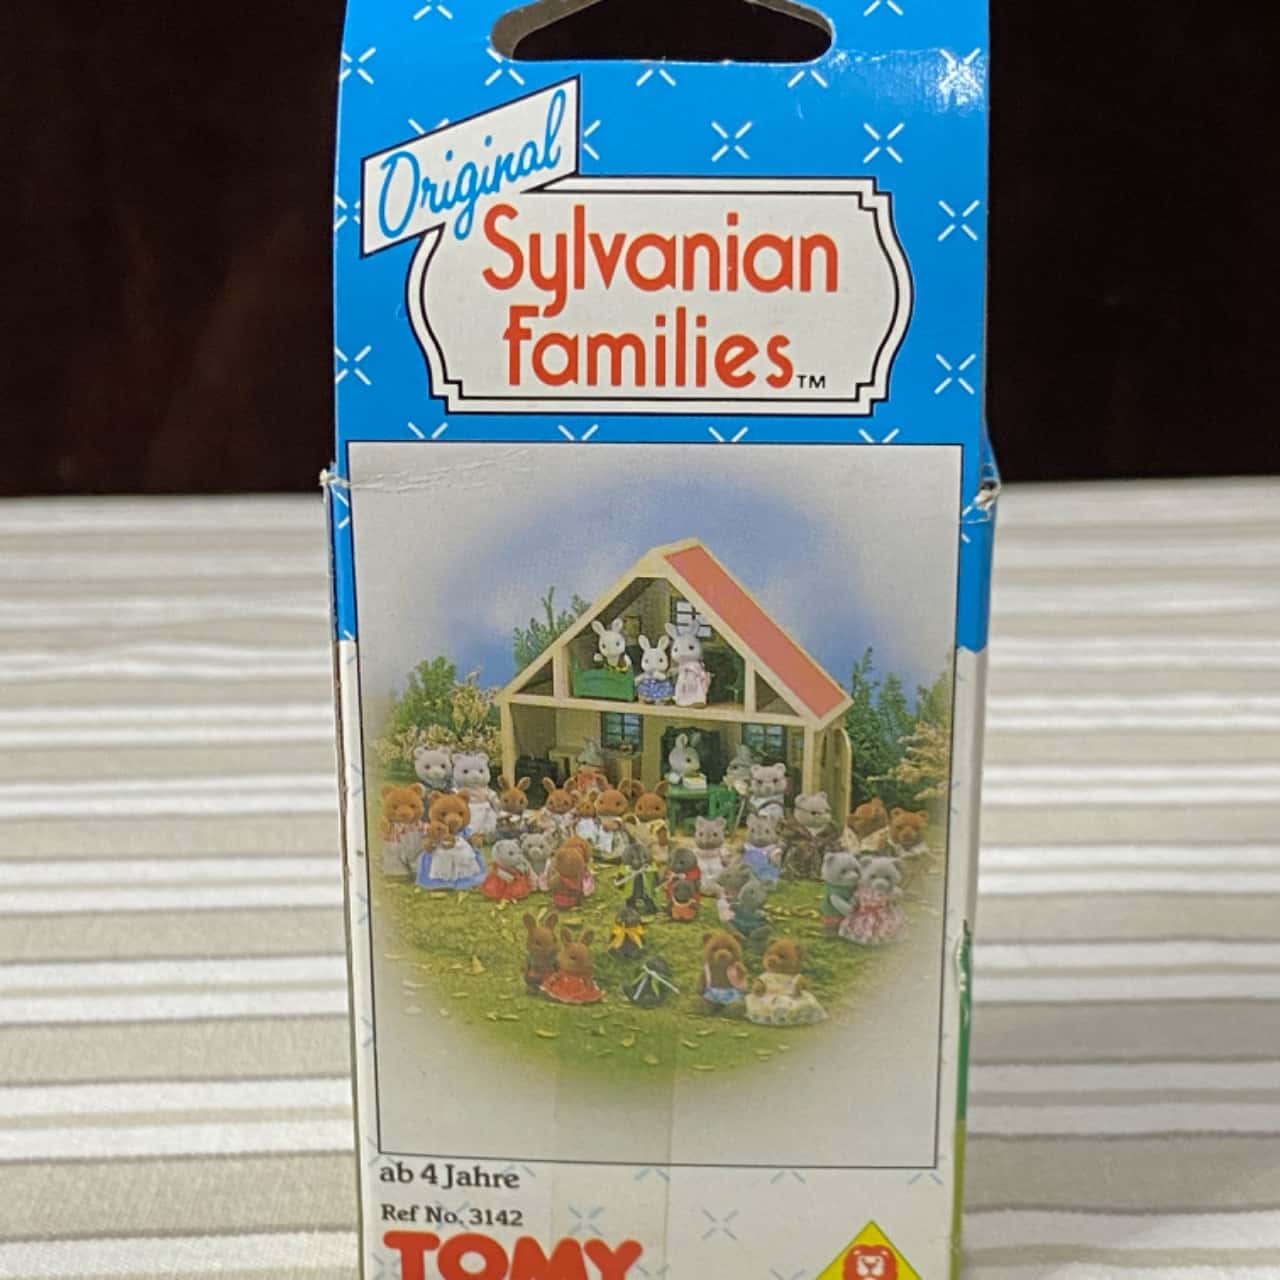 Original
Sylvanian
Families™
ab 4 Jahre
Ref No. 3142
TOMY